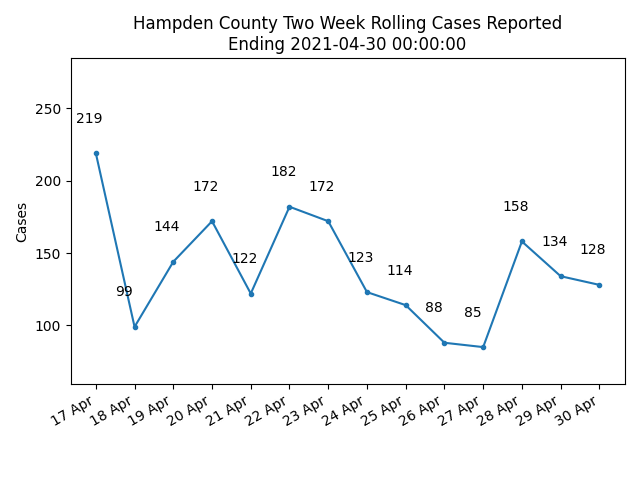 Hampden County Two Week Rolling Cases Reported
Ending 2021-04-30 00:00:00
Cases
250
200
150
100
219
99
144
172
122
182
172
123
114
88
85
158
134
128
17 Apr
18 Apr
19 Apr
20 Apr
21 Apr
22 Apr
23 Apr
24 Apr
25 Apr
26 Apr
27 Apr
28 Apr
29 Apr
30 Apr